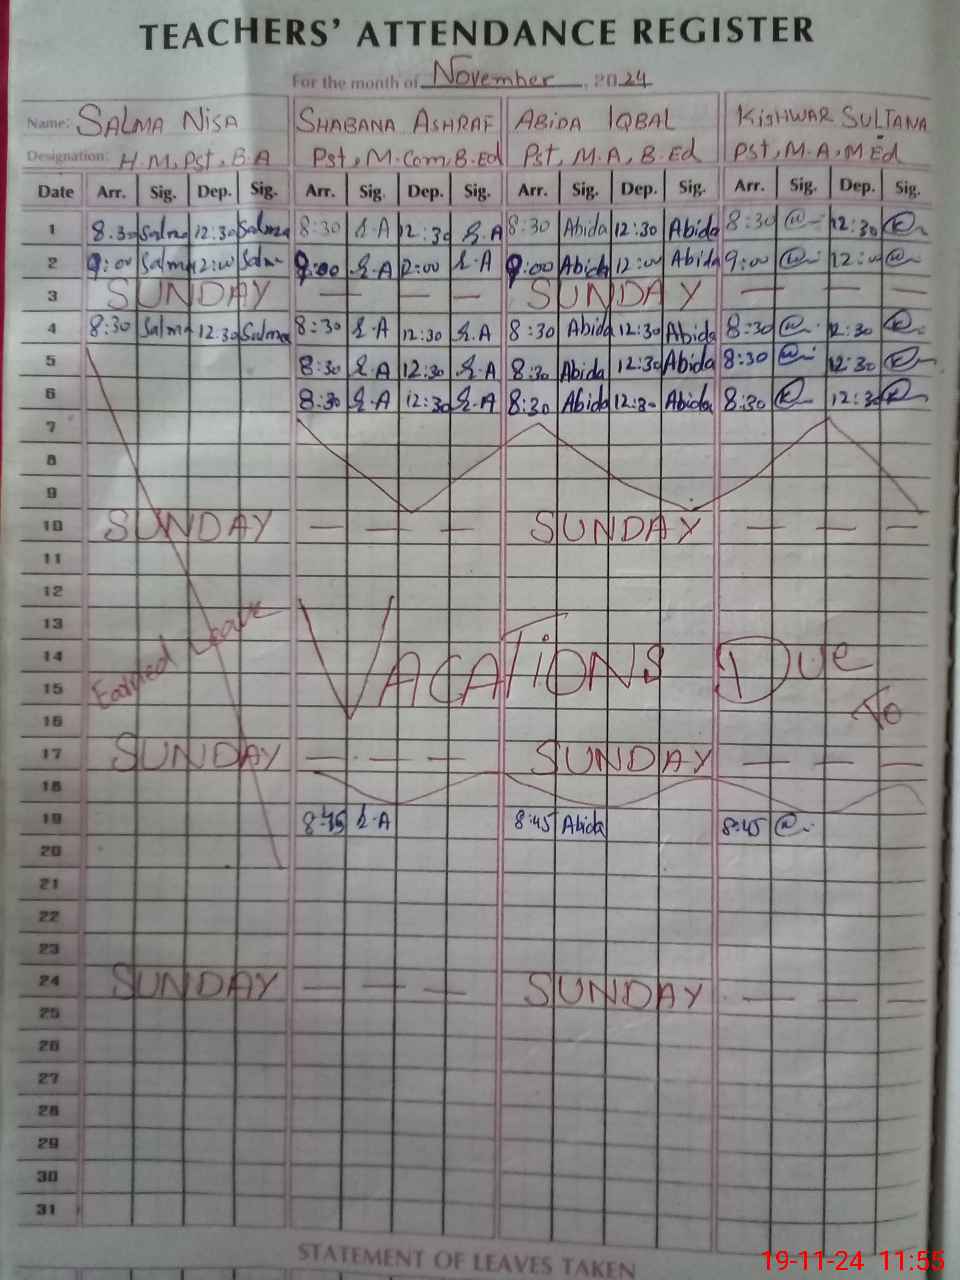 TEACHERS' ATTENDANCE REGISTER
For the month of November, 2024
Name: SALMA NISA SHABANA ASHRAF ABIDA IQBAL KISHWAR SULTANA
Designation: H.M, Pst, B.A Pst, M.Com, B.Ed Pst, M.A, B.Ed Pst, M.A, M.Ed
Date Arr. Sig. Dep. Sig. Arr. Sig. Dep. Sig. Arr. Sig. Dep. Sig. Arr. Sig. Dep. Sig.
1 8:30 Salma 12:30 Salma 8:30 S.A 12:30 S.A 8:30 Abida 12:30 Abida 8:30 12:30
2 9:00 Salma 12:00 Salm 9:00 S.A 12:00 S.A 9:00 Abida 12:00 Abida 9:00 12:00
3 SUNDAY — — — SUNDAY — — —
4 8:30 Salma 12:30 Salma 8:30 S.A 12:30 S.A 8:30 Abida 12:30 Abida 8:30 12:30
5 8:30 S.A 12:30 S.A 8:30 Abida 12:30 Abida 8:30 12:30
6 8:30 S.A 12:30 S.A 8:30 Abida 12:30 Abida 8:30 12:30
7
8
9
10 SUNDAY — — — SUNDAY — — —
11
12
13
14 Earned Leave VACATIONS DUE
15
16 To
17 SUNDAY — — — SUNDAY — — —
18
19 8:45 S.A 8:45 Abida 8:45
20
21
22
23
24 SUNDAY — — — SUNDAY — — —
25
26
27
28
29
30
31
STATEMENT OF LEAVES TAKEN
19-11-24 11:55